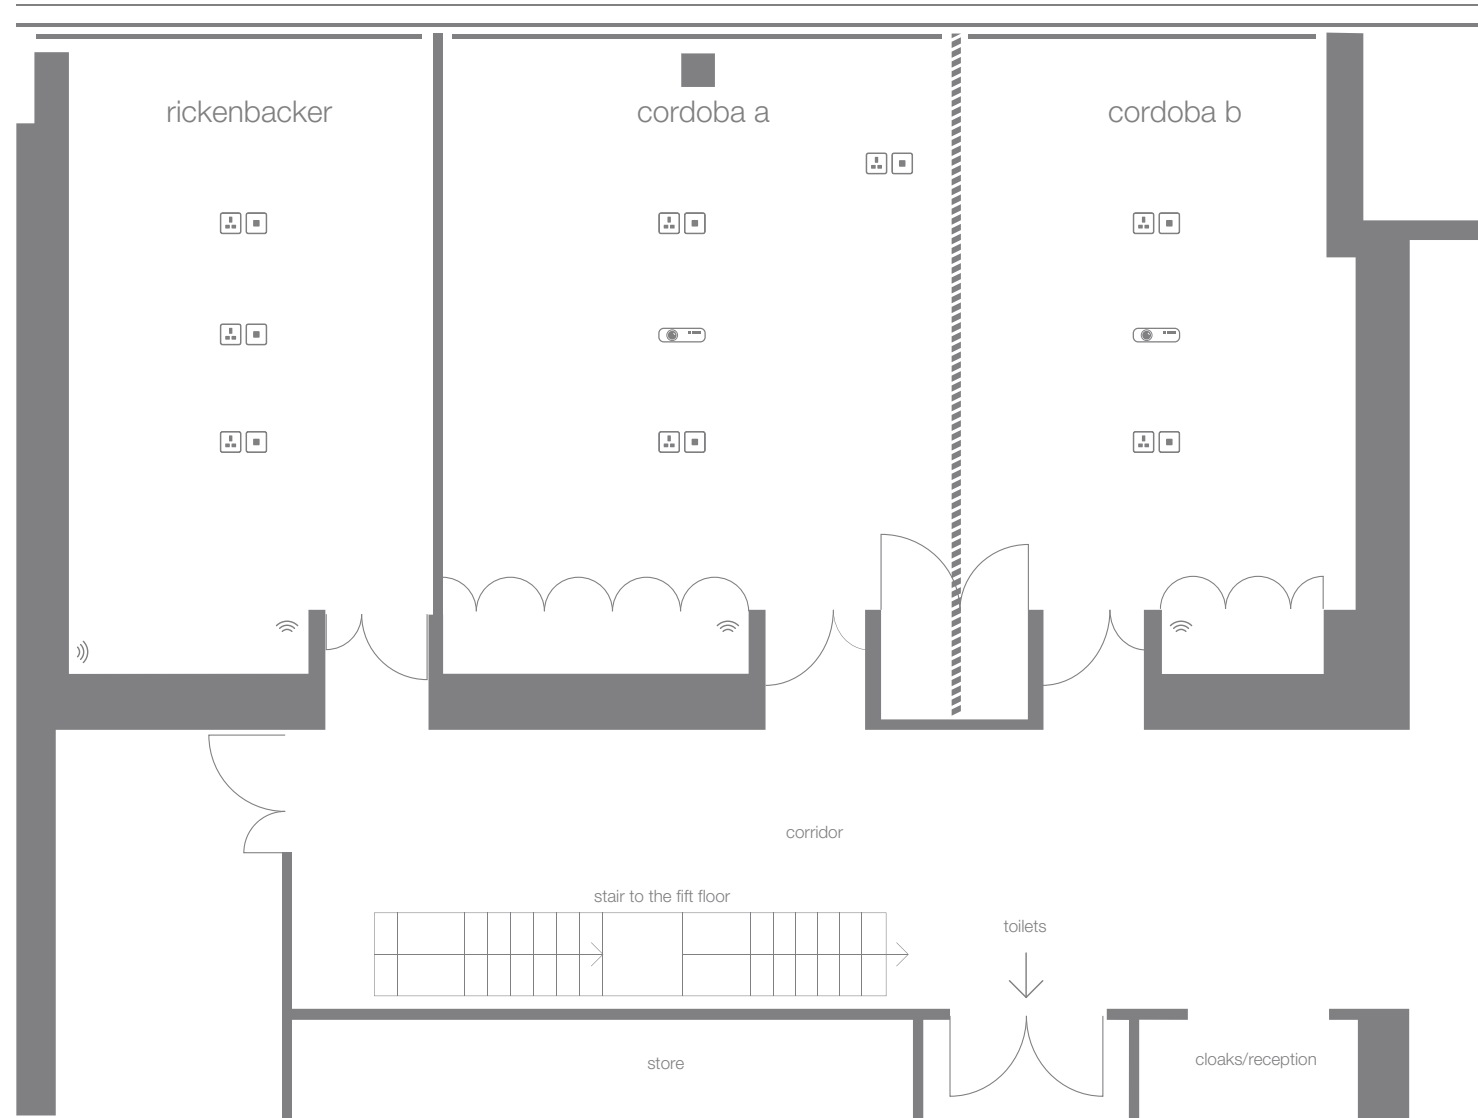 rickenbacker
cordoba a
cordoba b
corridor
stair to the fift floor
toilets
store
cloaks/reception